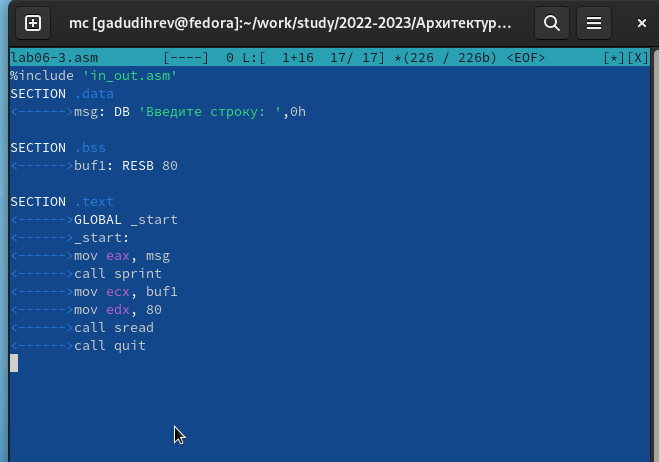 mc [gadudihrev@fedora]:~/work/study/2022-2023/Архитектур...
lab06-3.asm [----] 0 L:[ 1+16 17/ 17] *(226 / 226b) <EOF> [*][X]
%include 'in_out.asm'
SECTION .data
<------>msg: DB 'Введите строку: ',0h
SECTION .bss
<------>buf1: RESB 80
SECTION .text
<------>GLOBAL _start
<------>_start:
<------>mov eax, msg
<------>call sprint
<------>mov ecx, buf1
<------>mov edx, 80
<------>call sread
<------>call quit